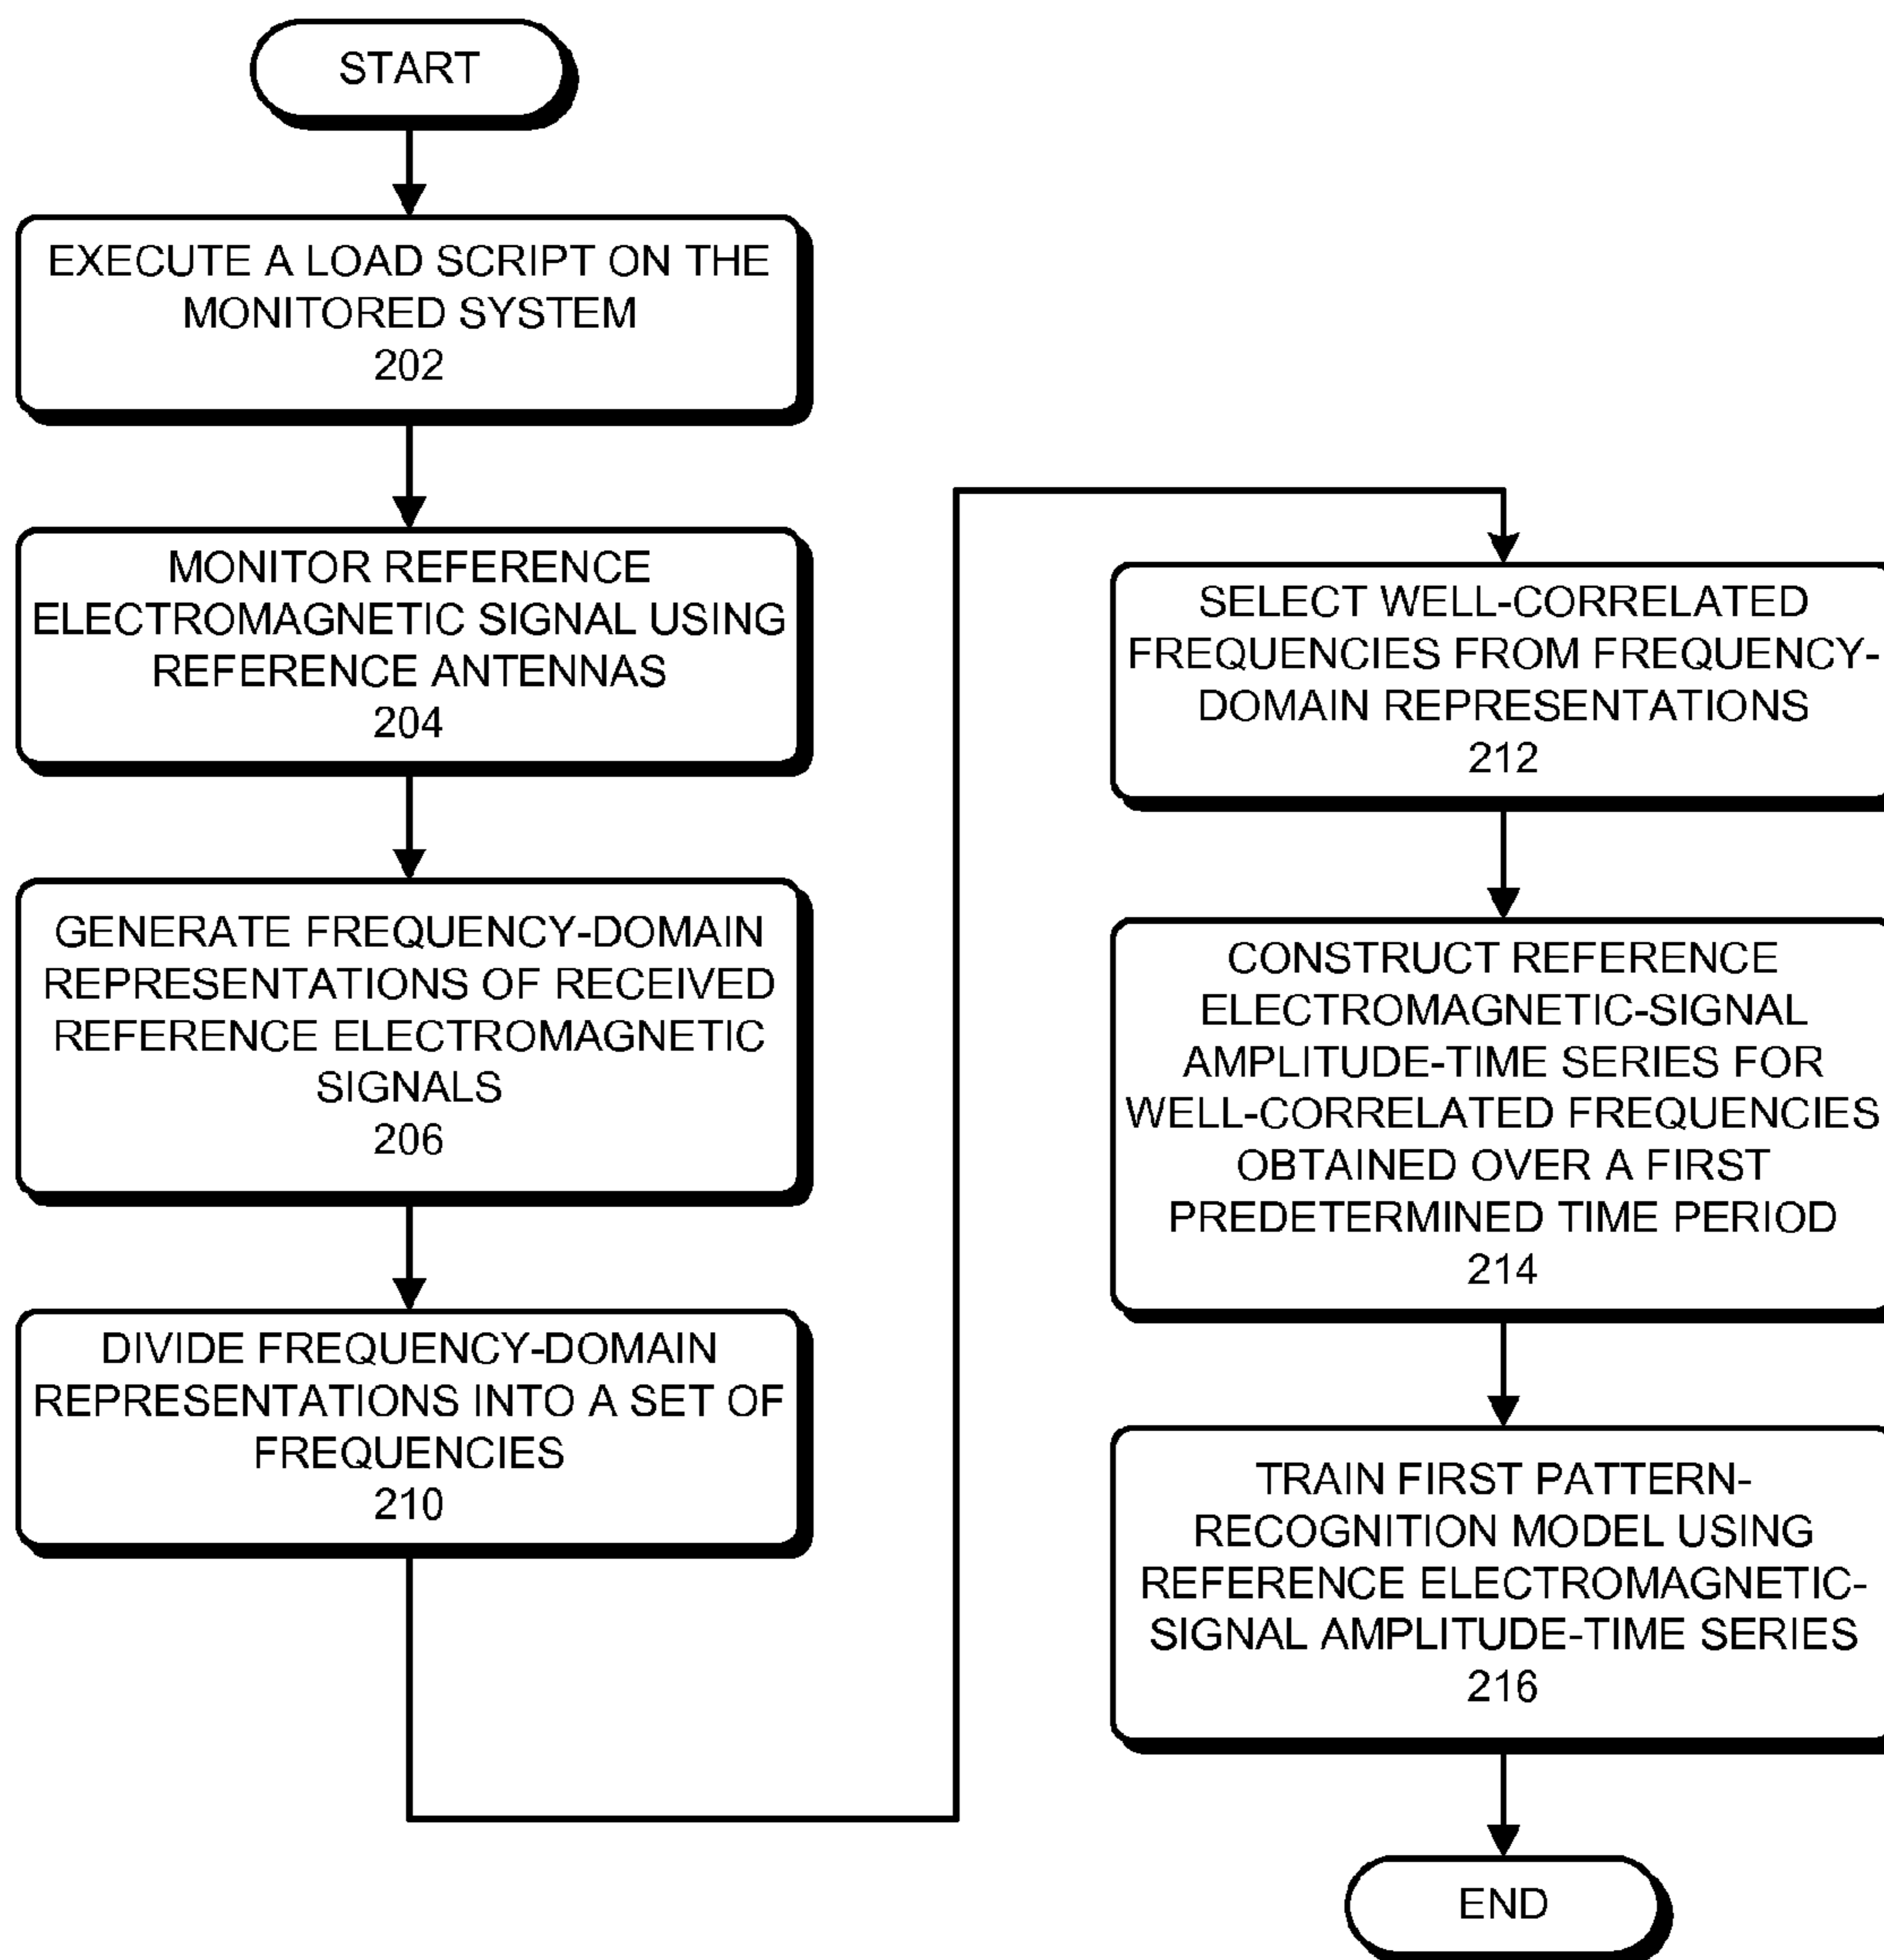 START
EXECUTE A LOAD SCRIPT ON THE
MONITORED SYSTEM
202
MONITOR REFERENCE
ELECTROMAGNETIC SIGNAL USING
REFERENCE ANTENNAS
204
GENERATE FREQUENCY-DOMAIN
REPRESENTATIONS OF RECEIVED
REFERENCE ELECTROMAGNETIC
SIGNALS
206
DIVIDE FREQUENCY-DOMAIN
REPRESENTATIONS INTO A SET OF
FREQUENCIES
210
SELECT WELL-CORRELATED
FREQUENCIES FROM FREQUENCY-
DOMAIN REPRESENTATIONS
212
CONSTRUCT REFERENCE
ELECTROMAGNETIC-SIGNAL
AMPLITUDE-TIME SERIES FOR
WELL-CORRELATED FREQUENCIES
OBTAINED OVER A FIRST
PREDETERMINED TIME PERIOD
214
TRAIN FIRST PATTERN-
RECOGNITION MODEL USING
REFERENCE ELECTROMAGNETIC-
SIGNAL AMPLITUDE-TIME SERIES
216
END